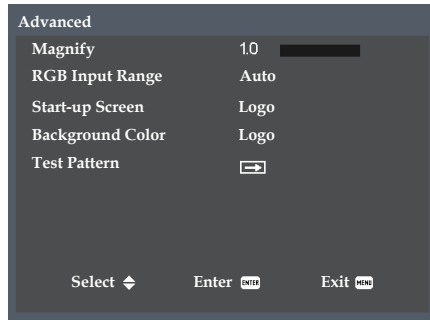 Advanced
Magnify 1.0
RGB Input Range Auto
Start-up Screen Logo
Background Color Logo
Test Pattern
Select Enter ENTER Exit MENU